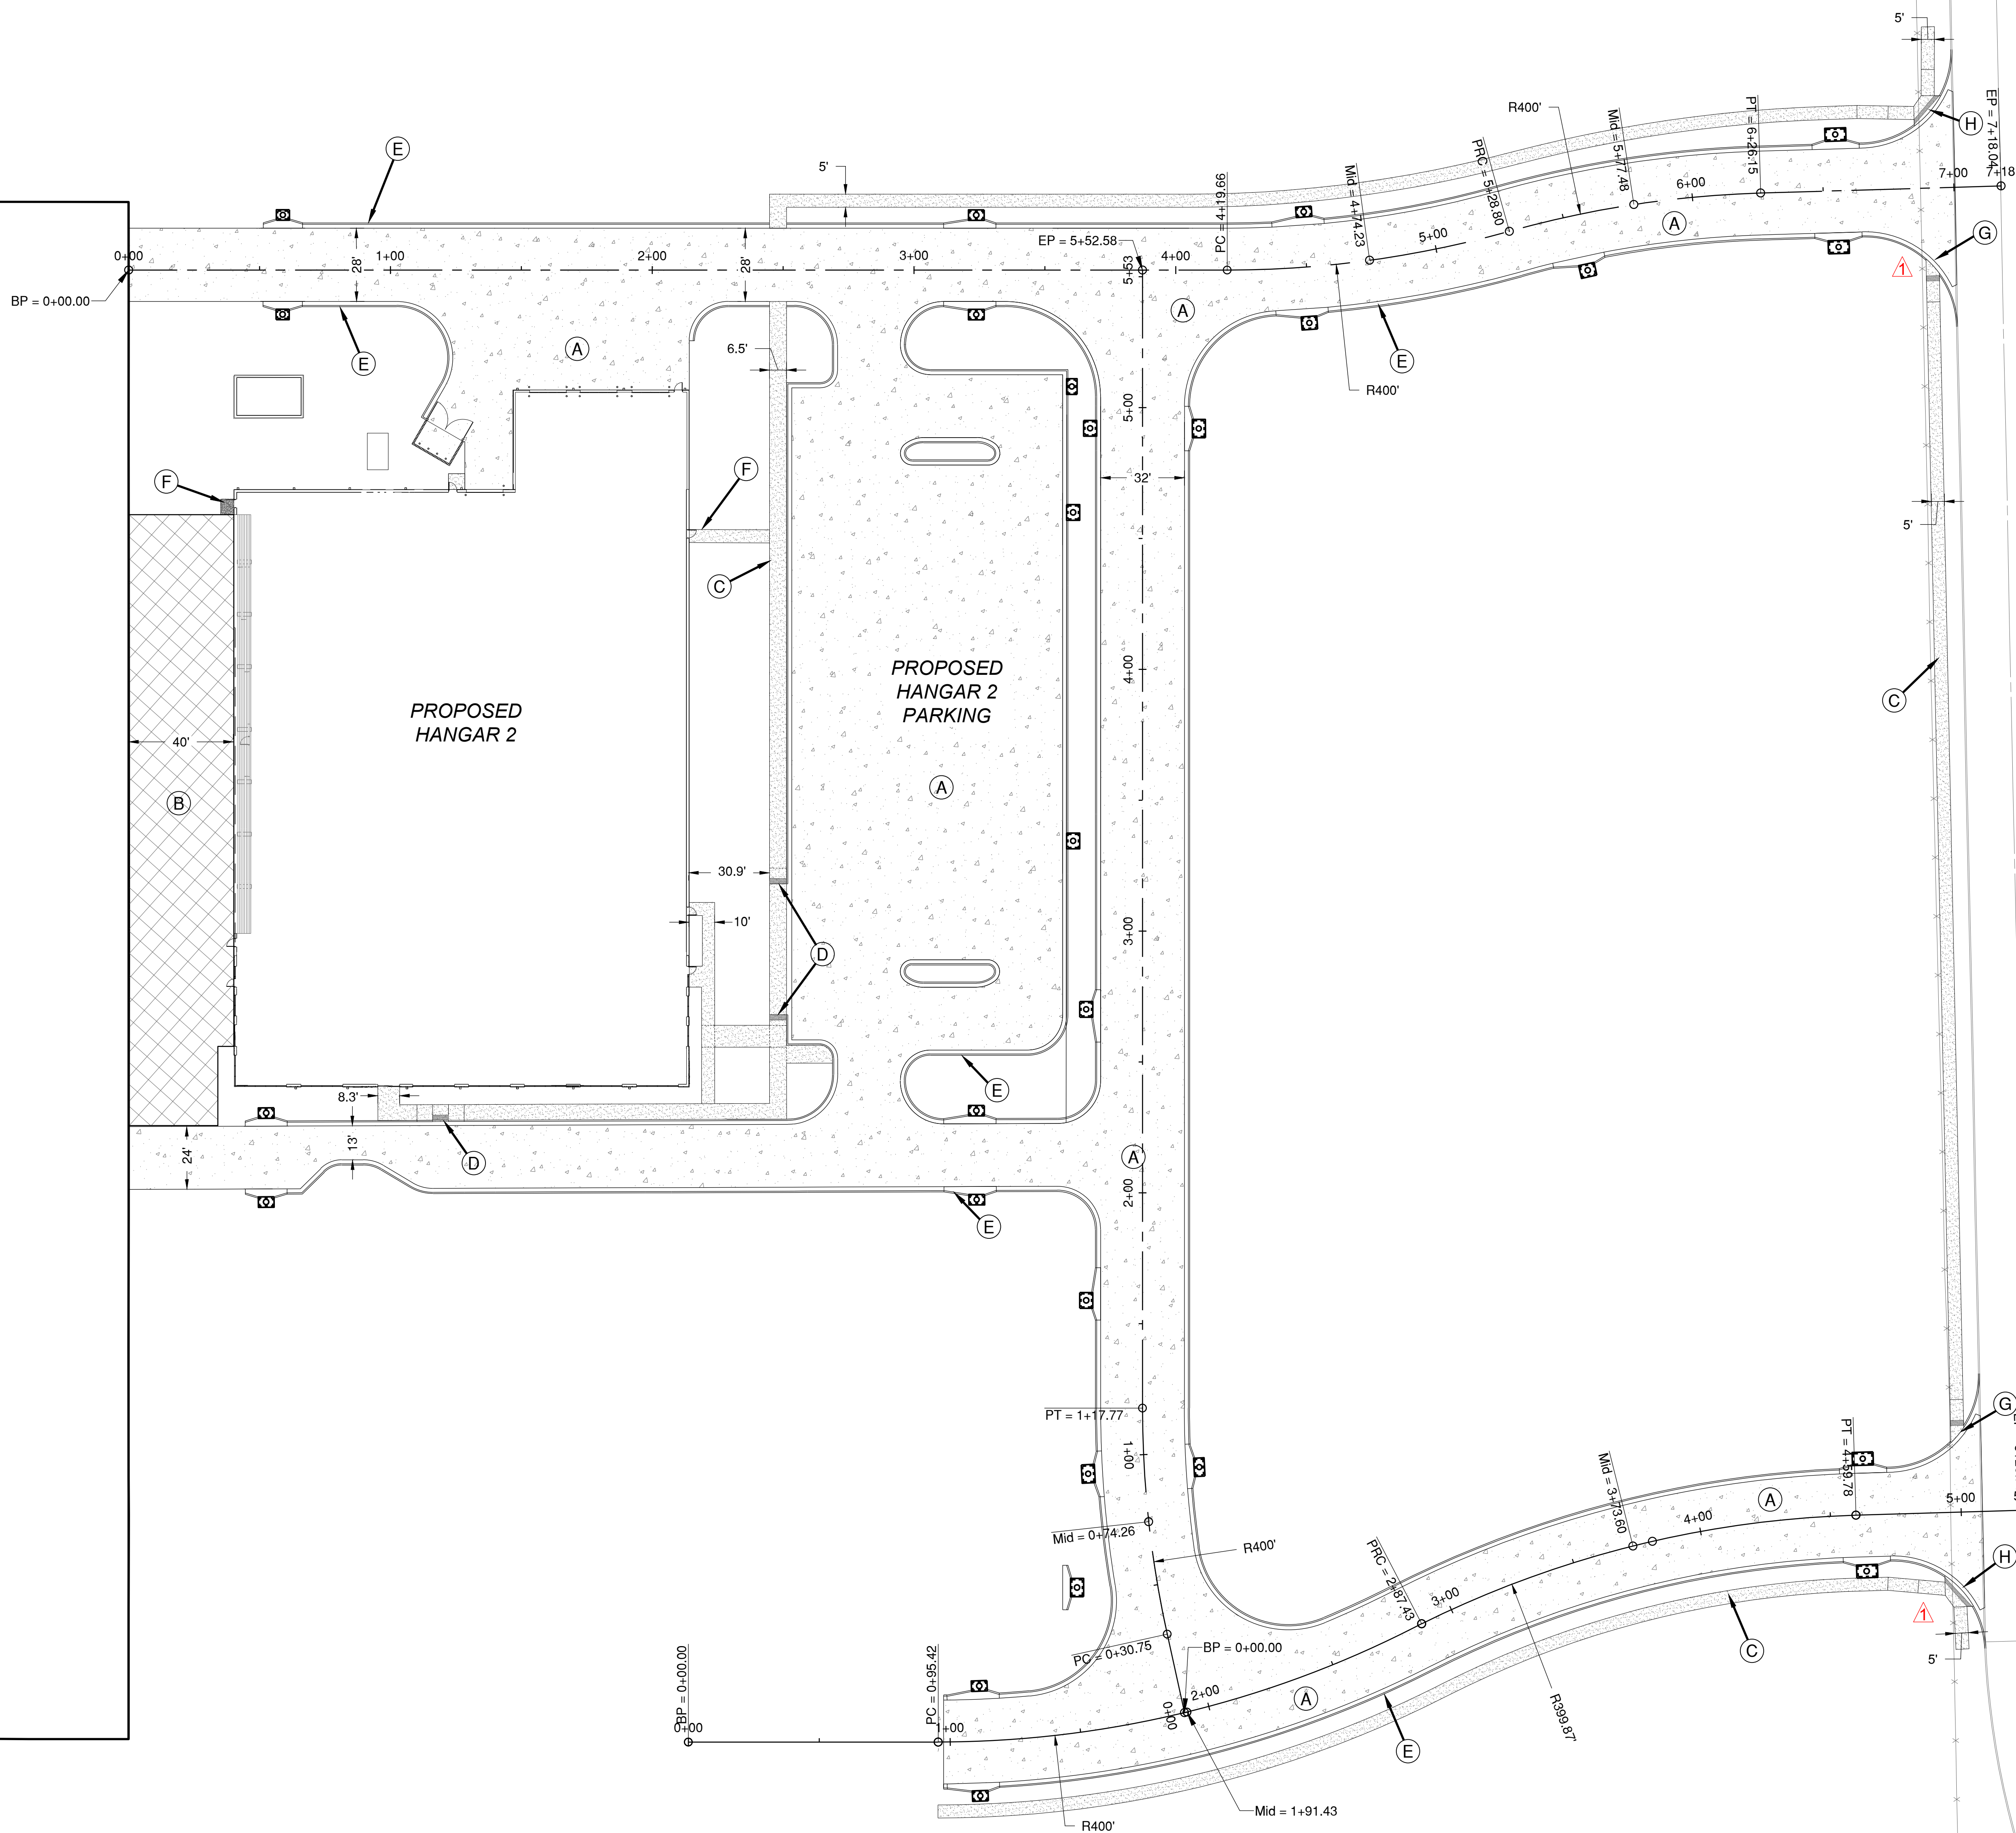 5'
E
5'
R400'
Mid = 5+77.48
PT = 6+26.15
EP = 7+18.04
H
PRC = 5+28.80
Mid = 4+74.23
PC = 4+19.66
6+00
7+00
7+18
A
G
1
5+00
EP = 5+52.58
0+00
1+00
2+00
3+00
4+00
28'
28'
5+53
BP = 0+00.00
A
A
E
6.5'
E
R400'
5+00
F
F
32'
5'
C
4+00
PROPOSED
HANGAR 2
PROPOSED
HANGAR 2
PARKING
C
40'
A
B
30.9'
10'
3+00
D
8.3'
E
13'
24'
D
A
2+00
E
PT = 1+17.77
1+00
G
PT = 4+59.78
Mid = 3+73.60
A
5+00
4+00
Mid = 0+74.26
R400'
PRC = 2+87.43
H
3+00
1
C
5'
BP = 0+00.00
PC = 0+30.75
BP = 0+00.00
PC = 0+95.42
0+00
2+00
A
R399.87'
0+00
1+00
E
Mid = 1+91.43
R400'